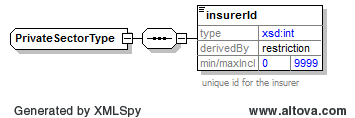 PrivateSectorType
insurerId
type xsd:int
derivedBy restriction
min/maxIncl 0 9999
unique id for the insurer
Generated by XMLSpy www.altova.com